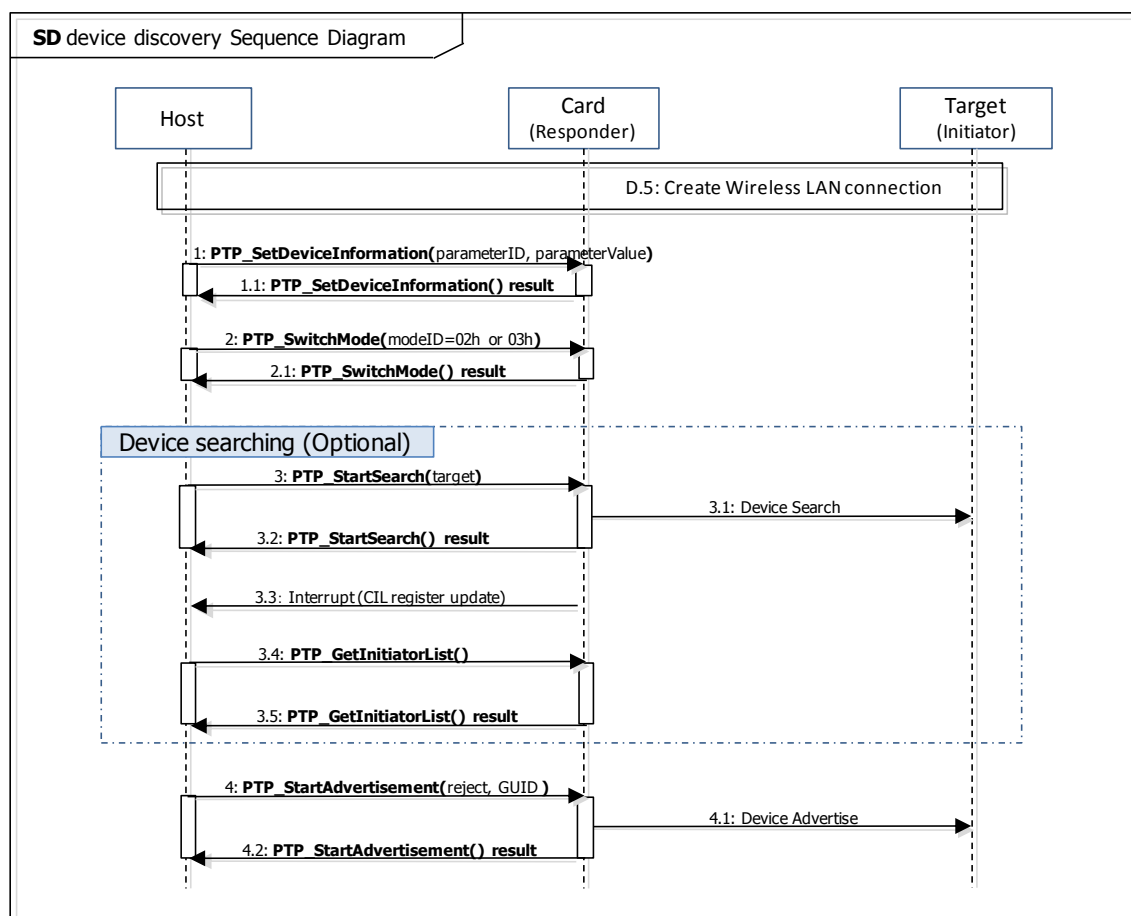 SD device discovery Sequence Diagram
Host
Card
(Responder)
Target
(Initiator)
D.5: Create Wireless LAN connection
1: PTP_SetDeviceInformation(parameterID, parameterValue)
1.1: PTP_SetDeviceInformation() result
2: PTP_SwitchMode(modeID=02h or 03h)
2.1: PTP_SwitchMode() result
Device searching (Optional)
3: PTP_StartSearch(target)
3.1: Device Search
3.2: PTP_StartSearch() result
3.3: Interrupt (CIL register update)
3.4: PTP_GetInitiatorList()
3.5: PTP_GetInitiatorList() result
4: PTP_StartAdvertisement(reject, GUID )
4.1: Device Advertise
4.2: PTP_StartAdvertisement() result